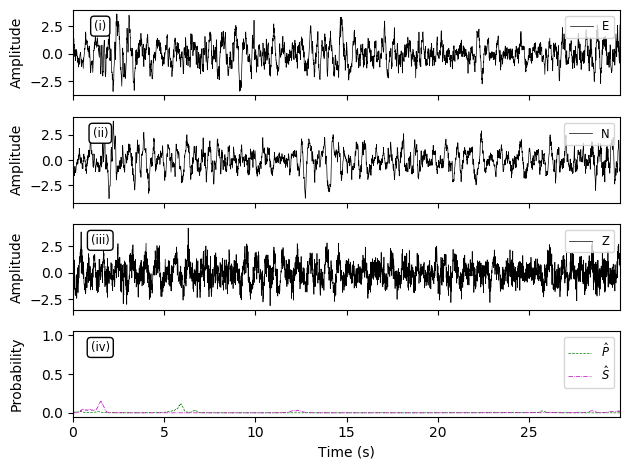 (i)
E
2.5
0.0
−2.5
Amplitude
(ii)
N
2.5
0.0
−2.5
Amplitude
(iii)
Z
2.5
0.0
−2.5
Amplitude
(iv)
P̂
Ŝ
1.0
0.5
0.0
Probability
0 5 10 15 20 25
Time (s)